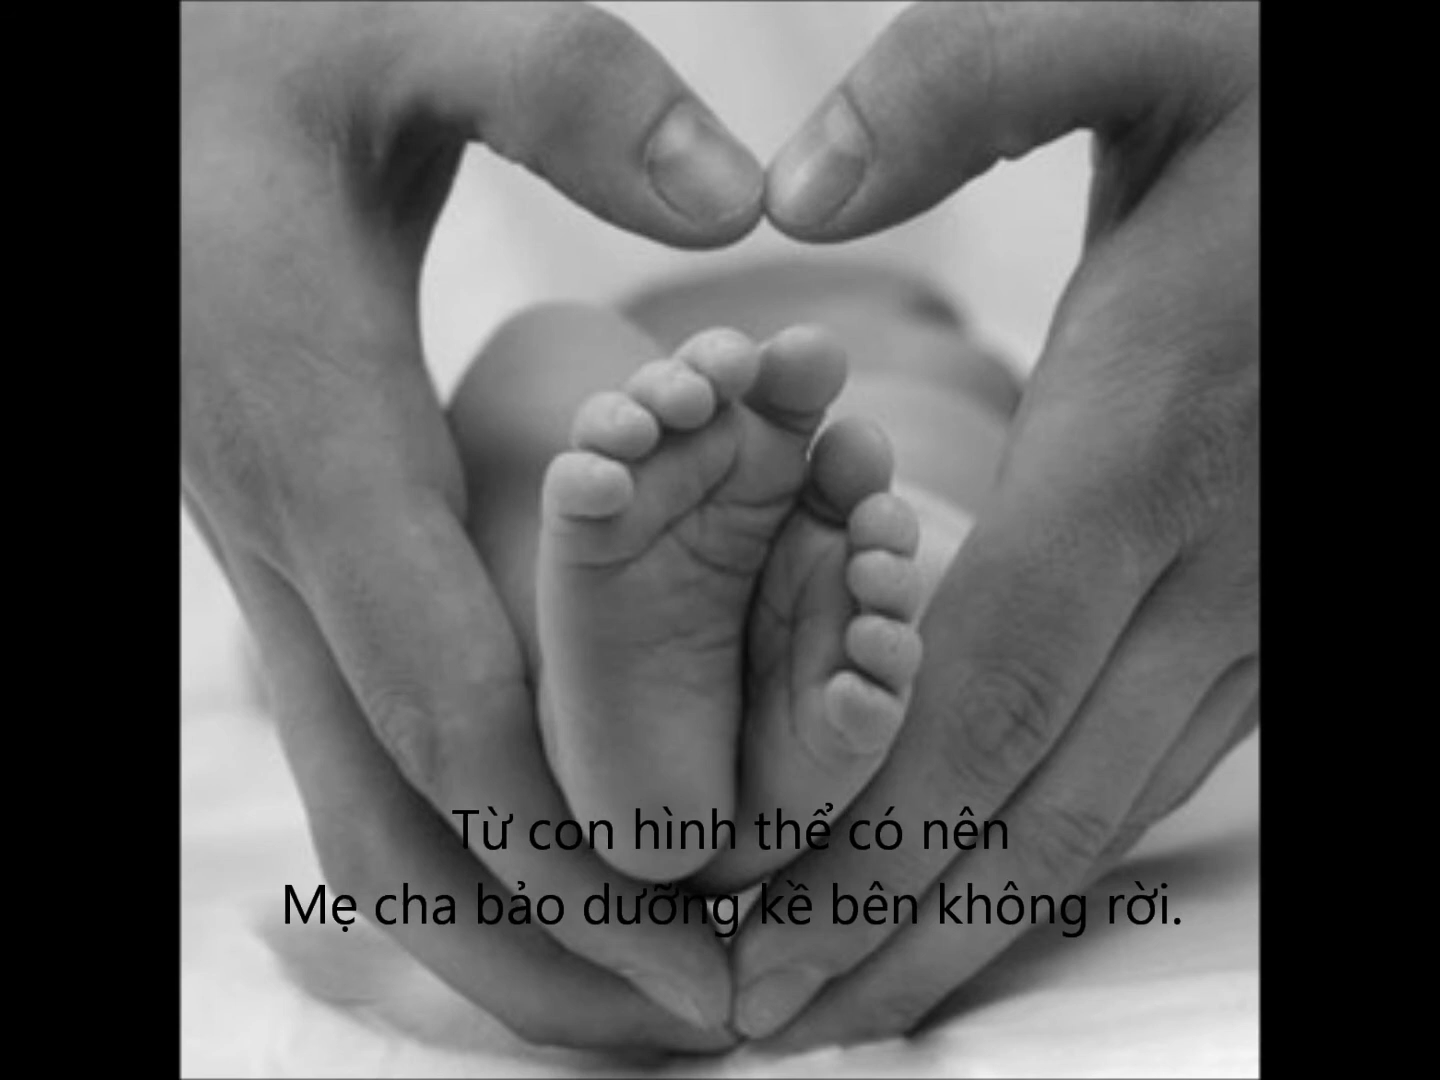 Từ con hình thể có nên
Mẹ cha bảo dưỡng kề bên không rời.